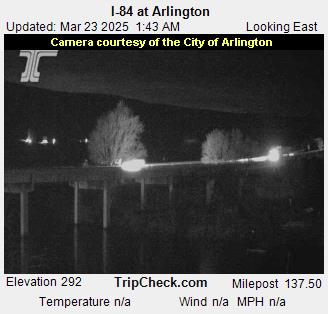 I-84 at Arlington
Updated: Mar 23 2025 1:43 AM Looking East
Camera courtesy of the City of Arlington
Elevation 292 TripCheck.com Milepost 137.50
Temperature n/a Wind n/a MPH n/a